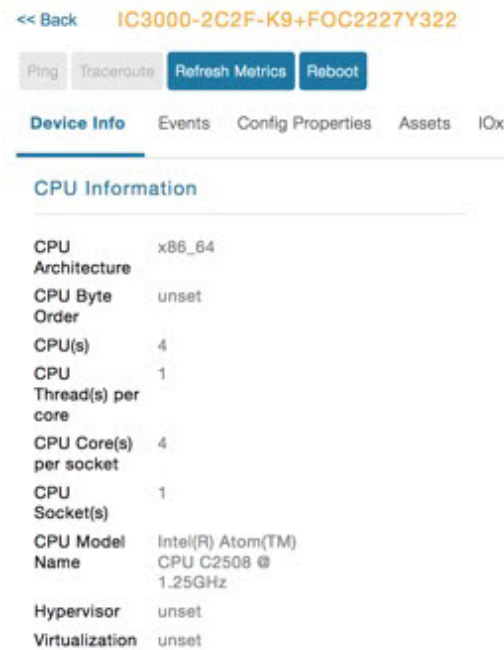 << Back IC3000-2C2F-K9+FOC2227Y322
Ping Traceroute Refresh Metrics Reboot
Device Info Events Config Properties Assets IOx
CPU Information
CPU Architecture x86_64
CPU Byte Order unset
CPU(s) 4
CPU Thread(s) per core 1
CPU Core(s) per socket 4
CPU Socket(s) 1
CPU Model Name Intel(R) Atom(TM) CPU C2508 @ 1.25GHz
Hypervisor unset
Virtualization unset